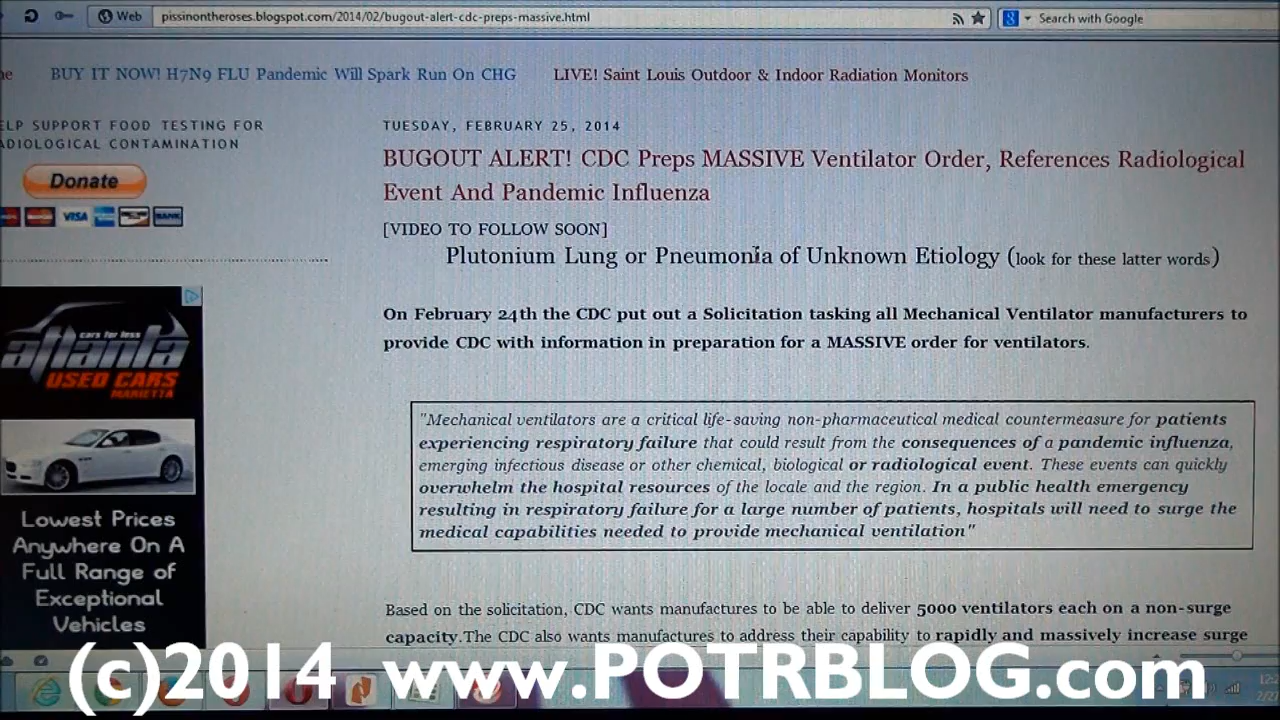 Web
pissinontheroses.blogspot.com/2014/02/bugout-alert-cdc-preps-massive.html
Search with Google
BUY IT NOW! H7N9 FLU Pandemic Will Spark Run On CHG
LIVE! Saint Louis Outdoor & Indoor Radiation Monitors
ELP SUPPORT FOOD TESTING FOR
ADIOLOGICAL CONTAMINATION
Donate
VISA
BANK
cars for less
atlanta
USED CARS
MARIETTA
Lowest Prices
Anywhere On A
Full Range of
Exceptional
Vehicles
TUESDAY, FEBRUARY 25, 2014
BUGOUT ALERT! CDC Preps MASSIVE Ventilator Order, References Radiological
Event And Pandemic Influenza
[VIDEO TO FOLLOW SOON]
Plutonium Lung or Pneumonia of Unknown Etiology (look for these latter words)
On February 24th the CDC put out a Solicitation tasking all Mechanical Ventilator manufacturers to
provide CDC with information in preparation for a MASSIVE order for ventilators.
"Mechanical ventilators are a critical life-saving non-pharmaceutical medical countermeasure for patients
experiencing respiratory failure that could result from the consequences of a pandemic influenza,
emerging infectious disease or other chemical, biological or radiological event. These events can quickly
overwhelm the hospital resources of the locale and the region. In a public health emergency
resulting in respiratory failure for a large number of patients, hospitals will need to surge the
medical capabilities needed to provide mechanical ventilation"
Based on the solicitation, CDC wants manufactures to be able to deliver 5000 ventilators each on a non-surge
capacity.The CDC also wants manufactures to address their capability to rapidly and massively increase surge
(c)2014 www.POTRBLOG.com